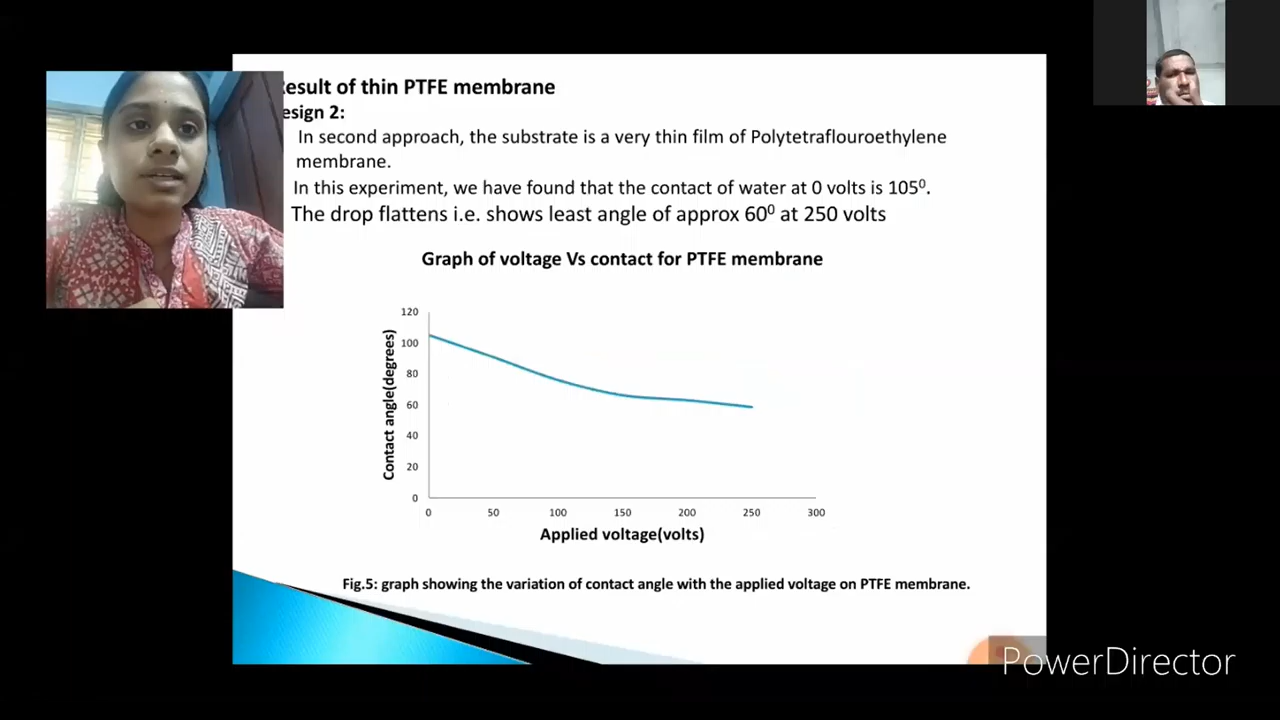 esult of thin PTFE membrane
esign 2:
In second approach, the substrate is a very thin film of Polytetraflouroethylene
membrane.
In this experiment, we have found that the contact of water at 0 volts is 105⁰.
The drop flattens i.e. shows least angle of approx 60⁰ at 250 volts
Graph of voltage Vs contact for PTFE membrane
Contact angle(degrees)
120
100
80
60
40
20
0
0 50 100 150 200 250 300
Applied voltage(volts)
Fig.5: graph showing the variation of contact angle with the applied voltage on PTFE membrane.
PowerDirector